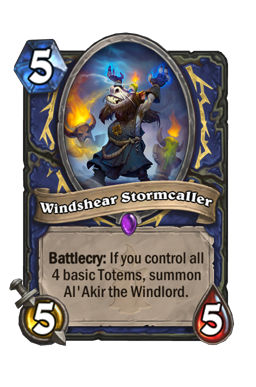 5
Windshear Stormcaller
Battlecry: If you control all
4 basic Totems, summon
Al'Akir the Windlord.
5 5